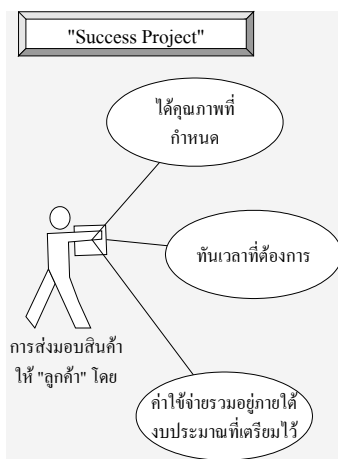 "Success Project"
ได้คุณภาพที่
กำหนด
ทันเวลาที่ต้องการ
การส่งมอบสินค้า
ให้ "ลูกค้า" โดย
ค่าใช้จ่ายรวมอยู่ภายใต้
งบประมาณที่เตรียมไว้